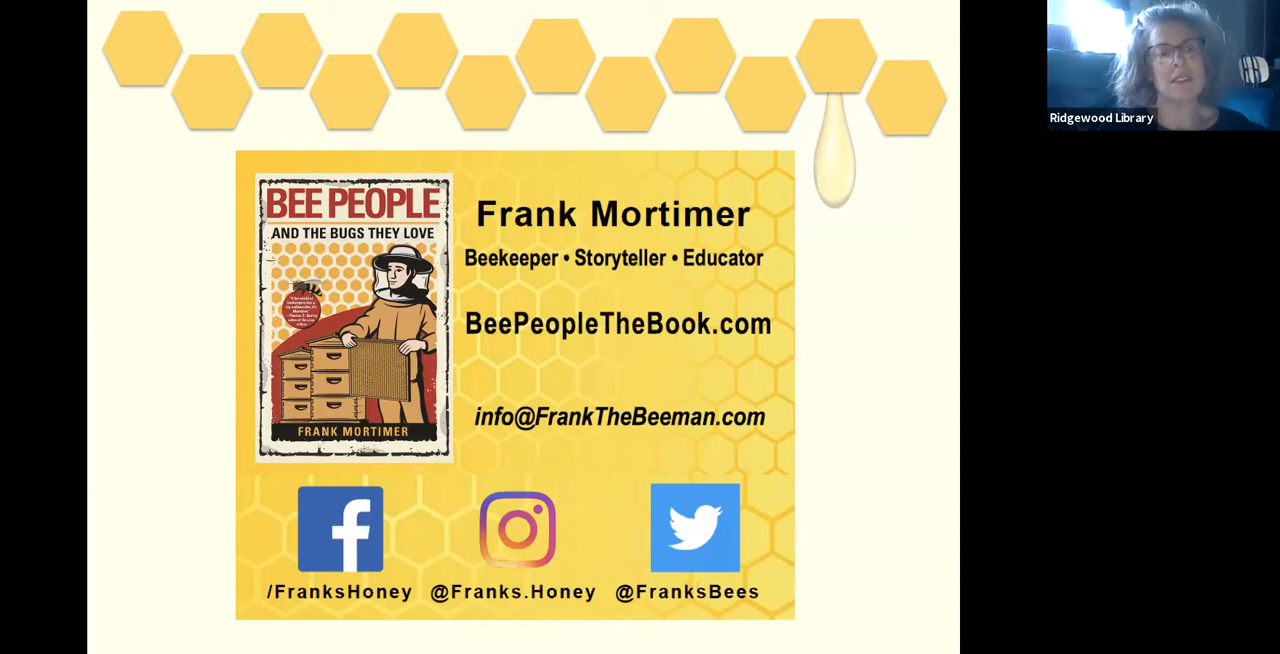 Ridgewood Library
BEE PEOPLE
AND THE BUGS THEY LOVE
FRANK MORTIMER
Frank Mortimer
Beekeeper • Storyteller • Educator
BeePeopleTheBook.com
info@FrankTheBeeman.com
/FranksHoney
@Franks.Honey
@FranksBees